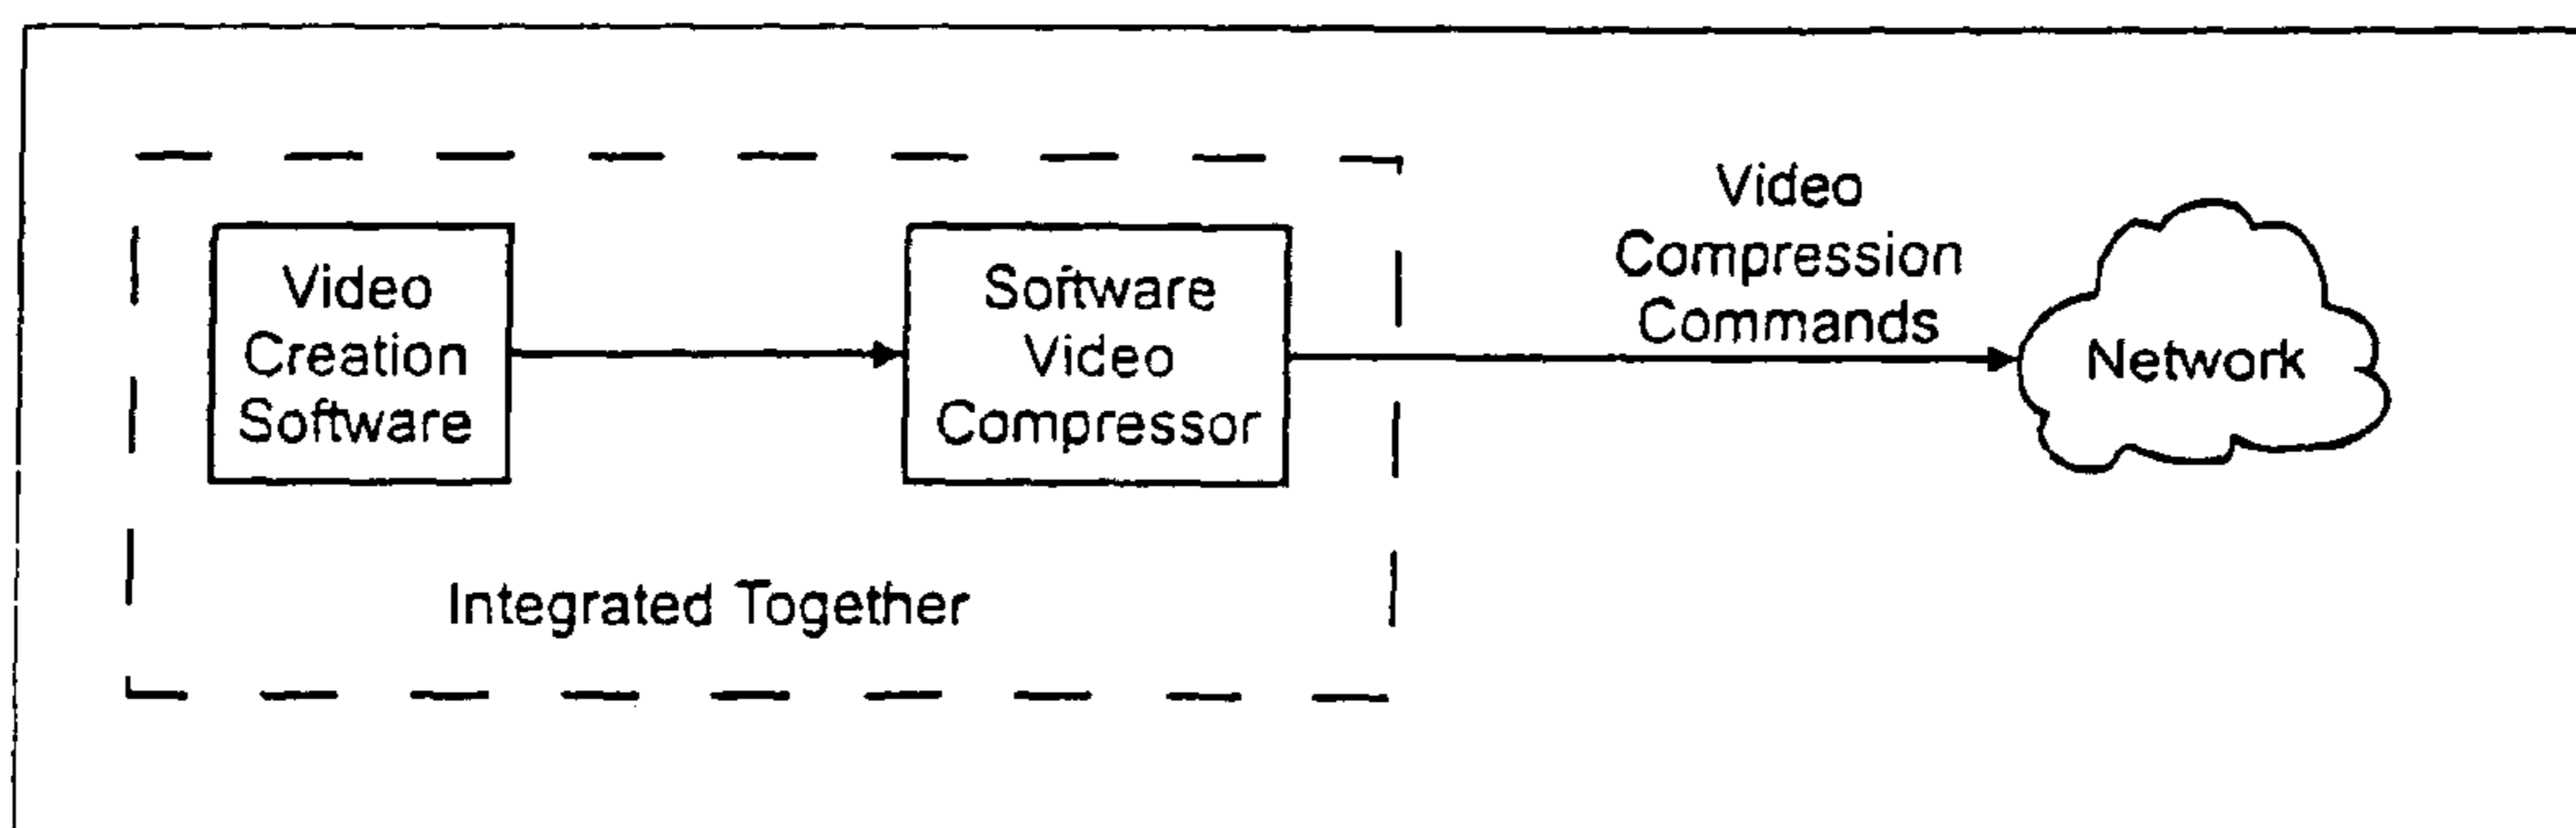 Video
Creation
Software
Software
Video
Compressor
Video
Compression
Commands
Network
Integrated Together